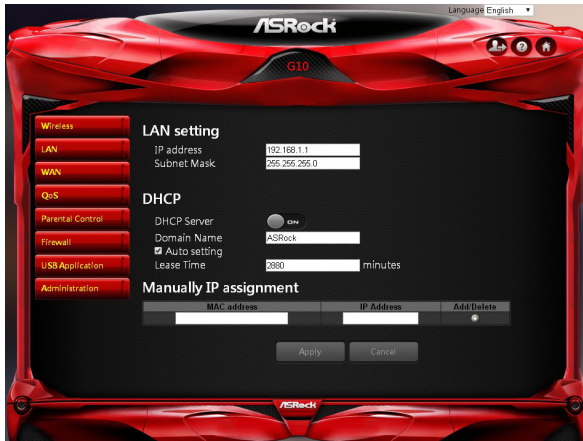 Language English
ASRock
G10
Wireless
LAN
WAN
QoS
Parental Control
Firewall
USB Application
Administration
LAN setting
IP address 192.168.1.1
Subnet Mask 255.255.255.0
DHCP
DHCP Server ON
Domain Name ASRock
Auto setting
Lease Time 2880 minutes
Manually IP assignment
MAC address IP Address Add/Delete
Apply Cancel
ASRock